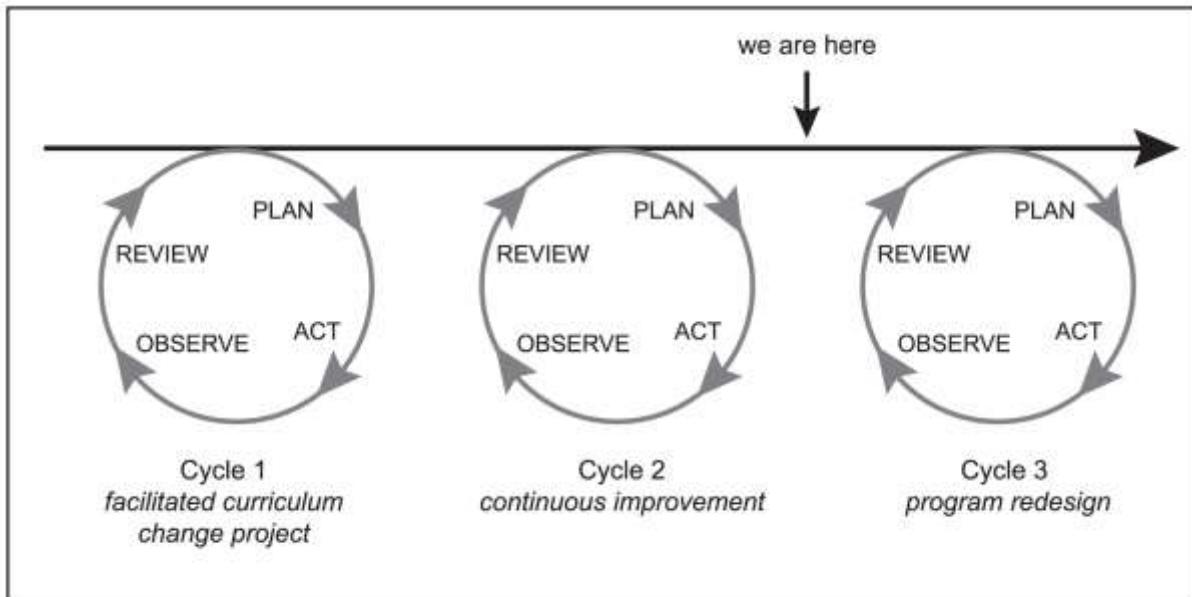 we are here
PLAN
REVIEW
OBSERVE
ACT
Cycle 1
facilitated curriculum
change project
PLAN
REVIEW
OBSERVE
ACT
Cycle 2
continuous improvement
PLAN
REVIEW
OBSERVE
ACT
Cycle 3
program redesign